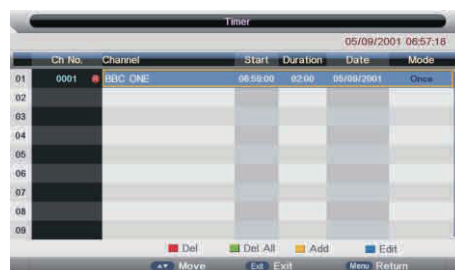 Timer
05/09/2001 06:57:18
Ch No. Channel Start Duration Date Mode
01 0001 BBC ONE 06:58:00 02:00 05/09/2001 Once
02
03
04
05
06
07
08
09
Del Del All Add Edit
Move Exit Exit Menu Return